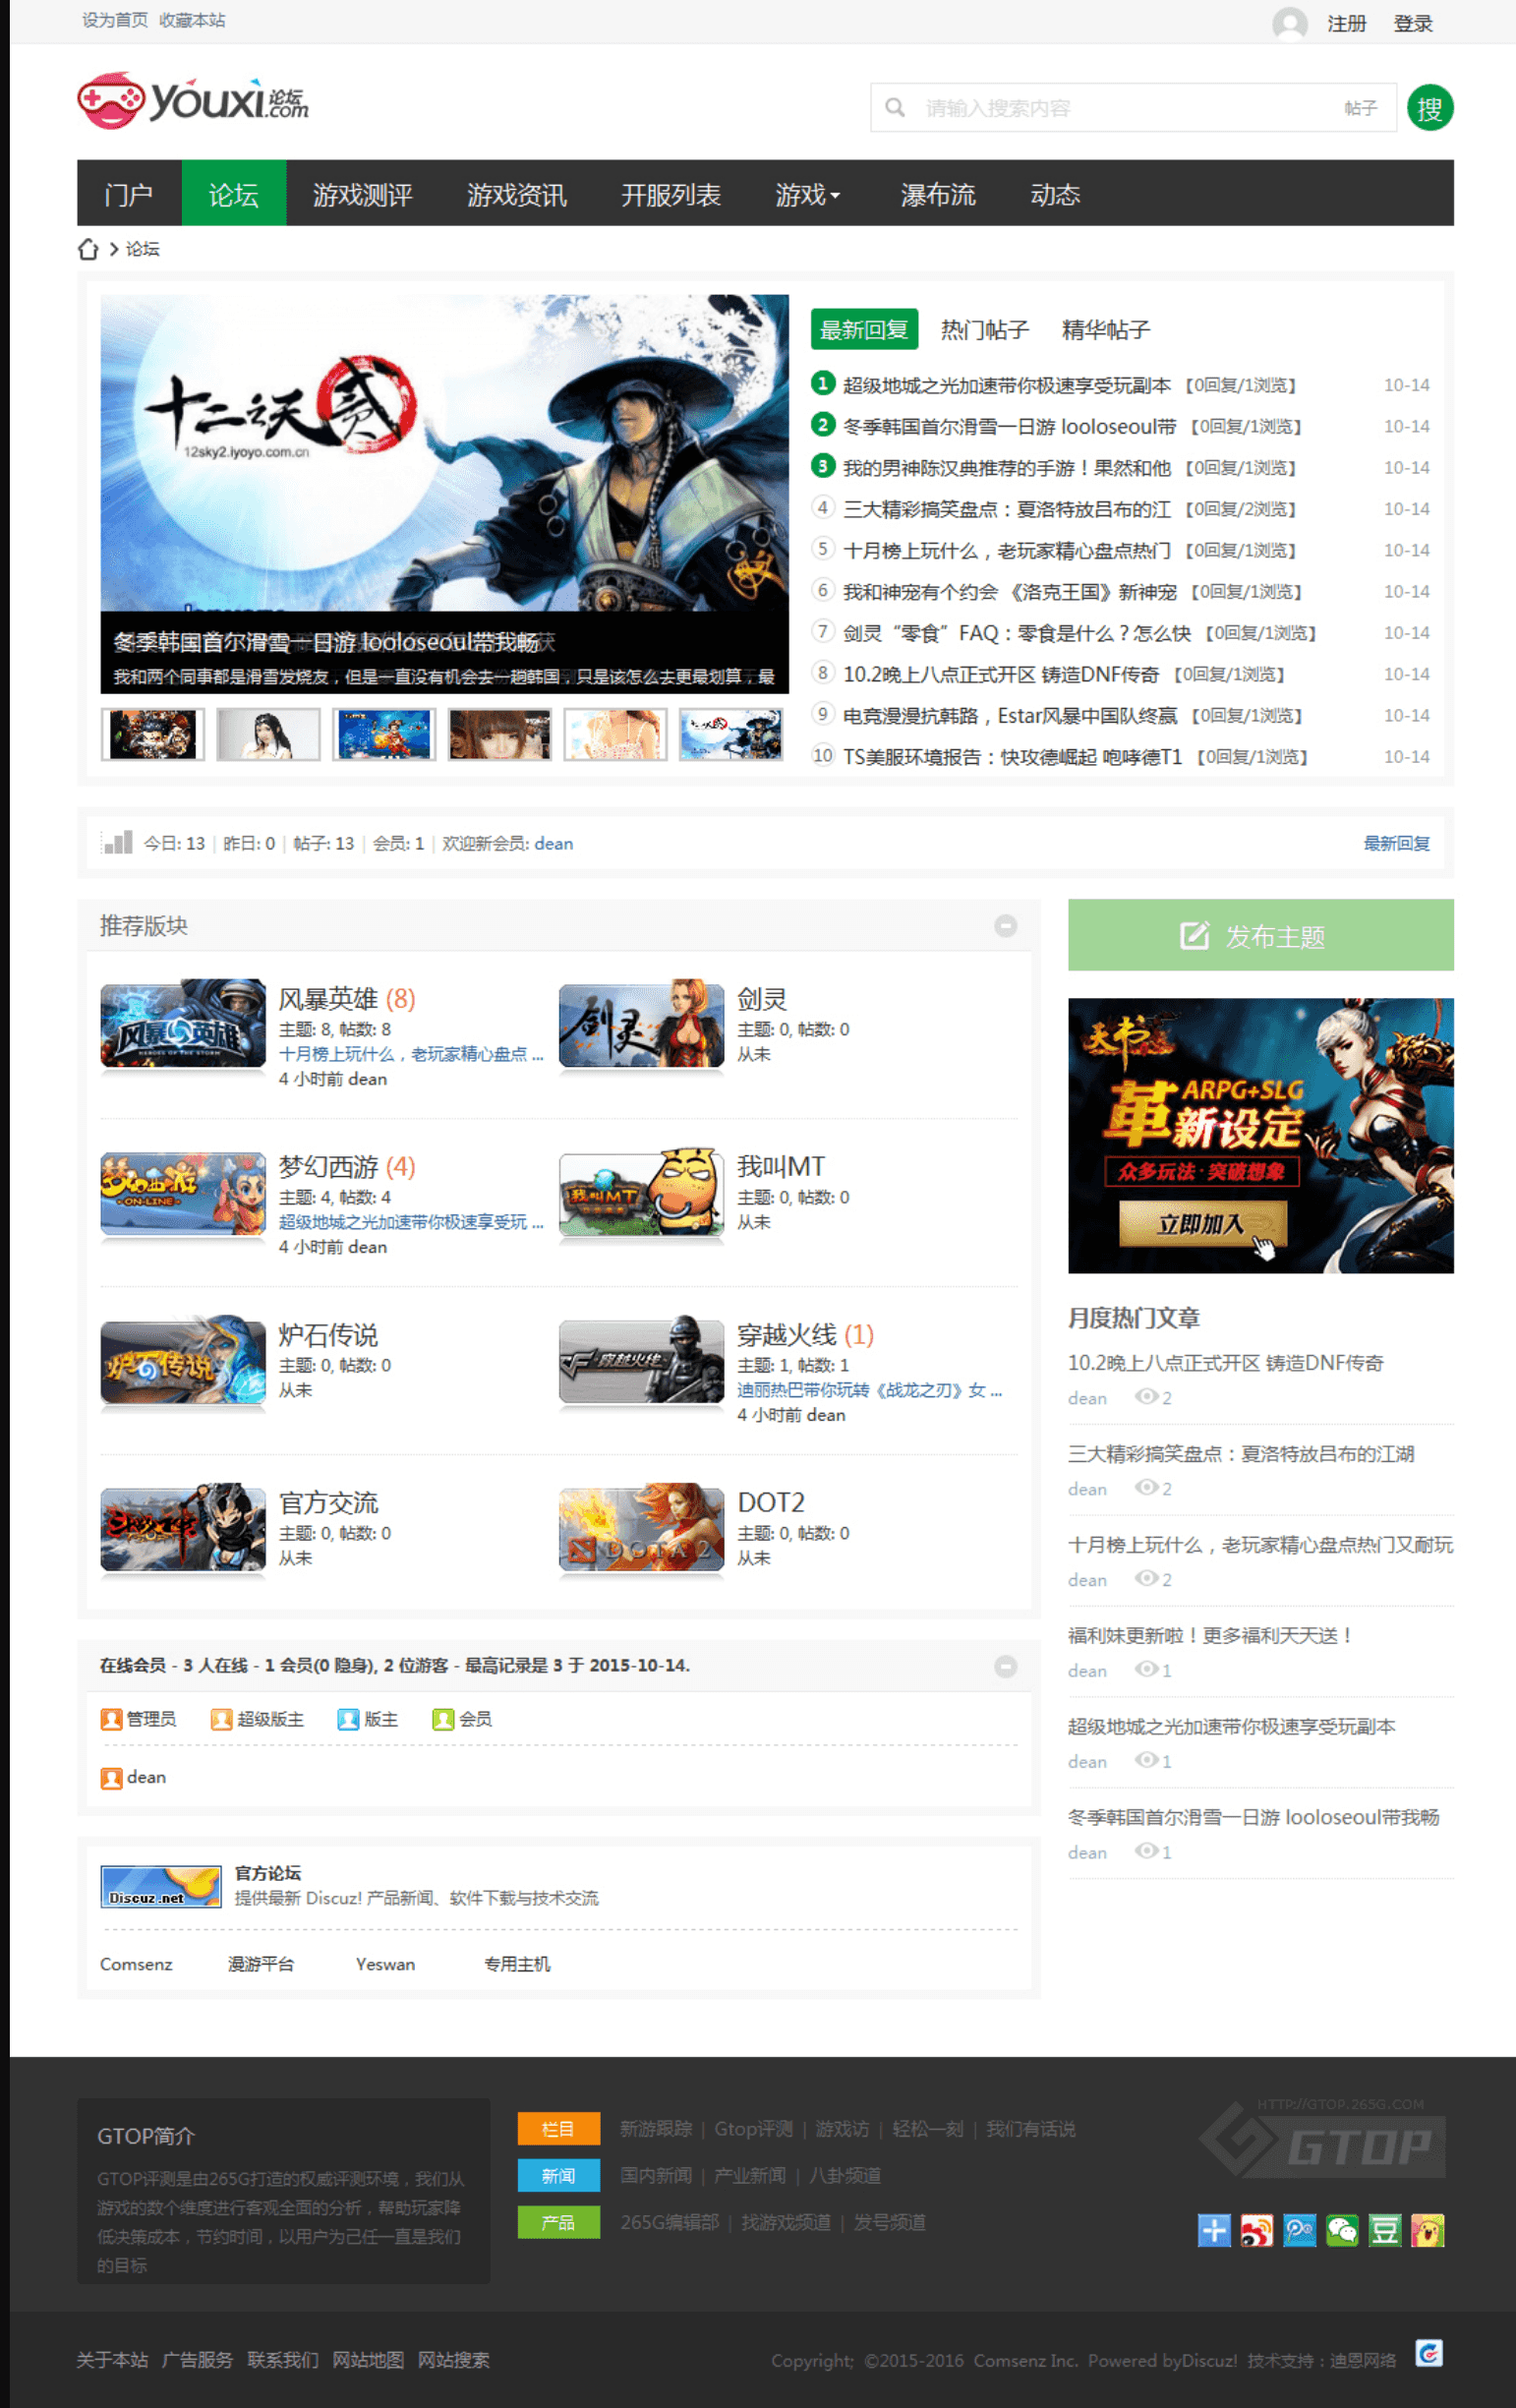 设为首页 收藏本站
注册 登录
youxi论坛.com
请输入搜索内容 帖子 搜
门户 论坛 游戏测评 游戏资讯 开服列表 游戏 瀑布流 动态
论坛
十二之天贰
12sky2.iyoyo.com.cn
冬季韩国首尔滑雪一日游 looloseoul带我畅
我和两个同事都是滑雪发烧友，但是一直没有机会去一趟韩国，只是该怎么去更最划算，最
最新回复 热门帖子 精华帖子
1 超级地城之光加速带你极速享受玩副本 【0回复/1浏览】 10-14
2 冬季韩国首尔滑雪一日游 looloseoul带 【0回复/1浏览】 10-14
3 我的男神陈汉典推荐的手游！果然和他 【0回复/1浏览】 10-14
4 三大精彩搞笑盘点：夏洛特放吕布的江 【0回复/2浏览】 10-14
5 十月榜上玩什么，老玩家精心盘点热门 【0回复/1浏览】 10-14
6 我和神宠有个约会 《洛克王国》新神宠 【0回复/1浏览】 10-14
7 剑灵“零食”FAQ：零食是什么？怎么快 【0回复/1浏览】 10-14
8 10.2晚上八点正式开区 铸造DNF传奇 【0回复/1浏览】 10-14
9 电竞漫漫抗韩路，Estar风暴中国队终赢 【0回复/1浏览】 10-14
10 TS美服环境报告：快攻德崛起 咆哮德T1 【0回复/1浏览】 10-14
今日: 13 | 昨日: 0 | 帖子: 13 | 会员: 1 | 欢迎新会员: dean 最新回复
推荐版块
风暴英雄
HEROES OF THE STORM
风暴英雄 (8)
主题: 8, 帖数: 8
十月榜上玩什么，老玩家精心盘点 ...
4 小时前 dean
剑灵
剑灵
主题: 0, 帖数: 0
从未
梦幻西游
ON-LINE
梦幻西游 (4)
主题: 4, 帖数: 4
超级地城之光加速带你极速享受玩 ...
4 小时前 dean
我叫MT
我叫MT
主题: 0, 帖数: 0
从未
炉石传说
炉石传说
主题: 0, 帖数: 0
从未
CF 穿越火线
穿越火线 (1)
主题: 1, 帖数: 1
迪丽热巴带你玩转《战龙之刃》女 ...
4 小时前 dean
斗战神
官方交流
主题: 0, 帖数: 0
从未
DOTA 2
DOT2
主题: 0, 帖数: 0
从未
发布主题
天书
ARPG+SLG
革新设定
众多玩法·突破想象
立即加入
月度热门文章
10.2晚上八点正式开区 铸造DNF传奇
dean 2
三大精彩搞笑盘点：夏洛特放吕布的江湖
dean 2
十月榜上玩什么，老玩家精心盘点热门又耐玩
dean 2
福利妹更新啦！更多福利天天送！
dean 1
超级地城之光加速带你极速享受玩副本
dean 1
冬季韩国首尔滑雪一日游 looloseoul带我畅
dean 1
在线会员 - 3 人在线 - 1 会员(0 隐身), 2 位游客 - 最高记录是 3 于 2015-10-14.
管理员 超级版主 版主 会员
dean
Discuz.net
官方论坛
提供最新 Discuz! 产品新闻、软件下载与技术交流
Comsenz 漫游平台 Yeswan 专用主机
GTOP简介
GTOP评测是由265G打造的权威评测环境，我们从
游戏的数个维度进行客观全面的分析，帮助玩家降
低决策成本，节约时间，以用户为己任一直是我们
的目标
栏目 新游跟踪 | Gtop评测 | 游戏访 | 轻松一刻 | 我们有话说
新闻 国内新闻 | 产业新闻 | 八卦频道
产品 265G编辑部 | 找游戏频道 | 发号频道
HTTP://GTOP.265G.COM
GTOP
豆
关于本站 广告服务 联系我们 网站地图 网站搜索
Copyright; ©2015-2016 Comsenz Inc. Powered byDiscuz! 技术支持：迪恩网络